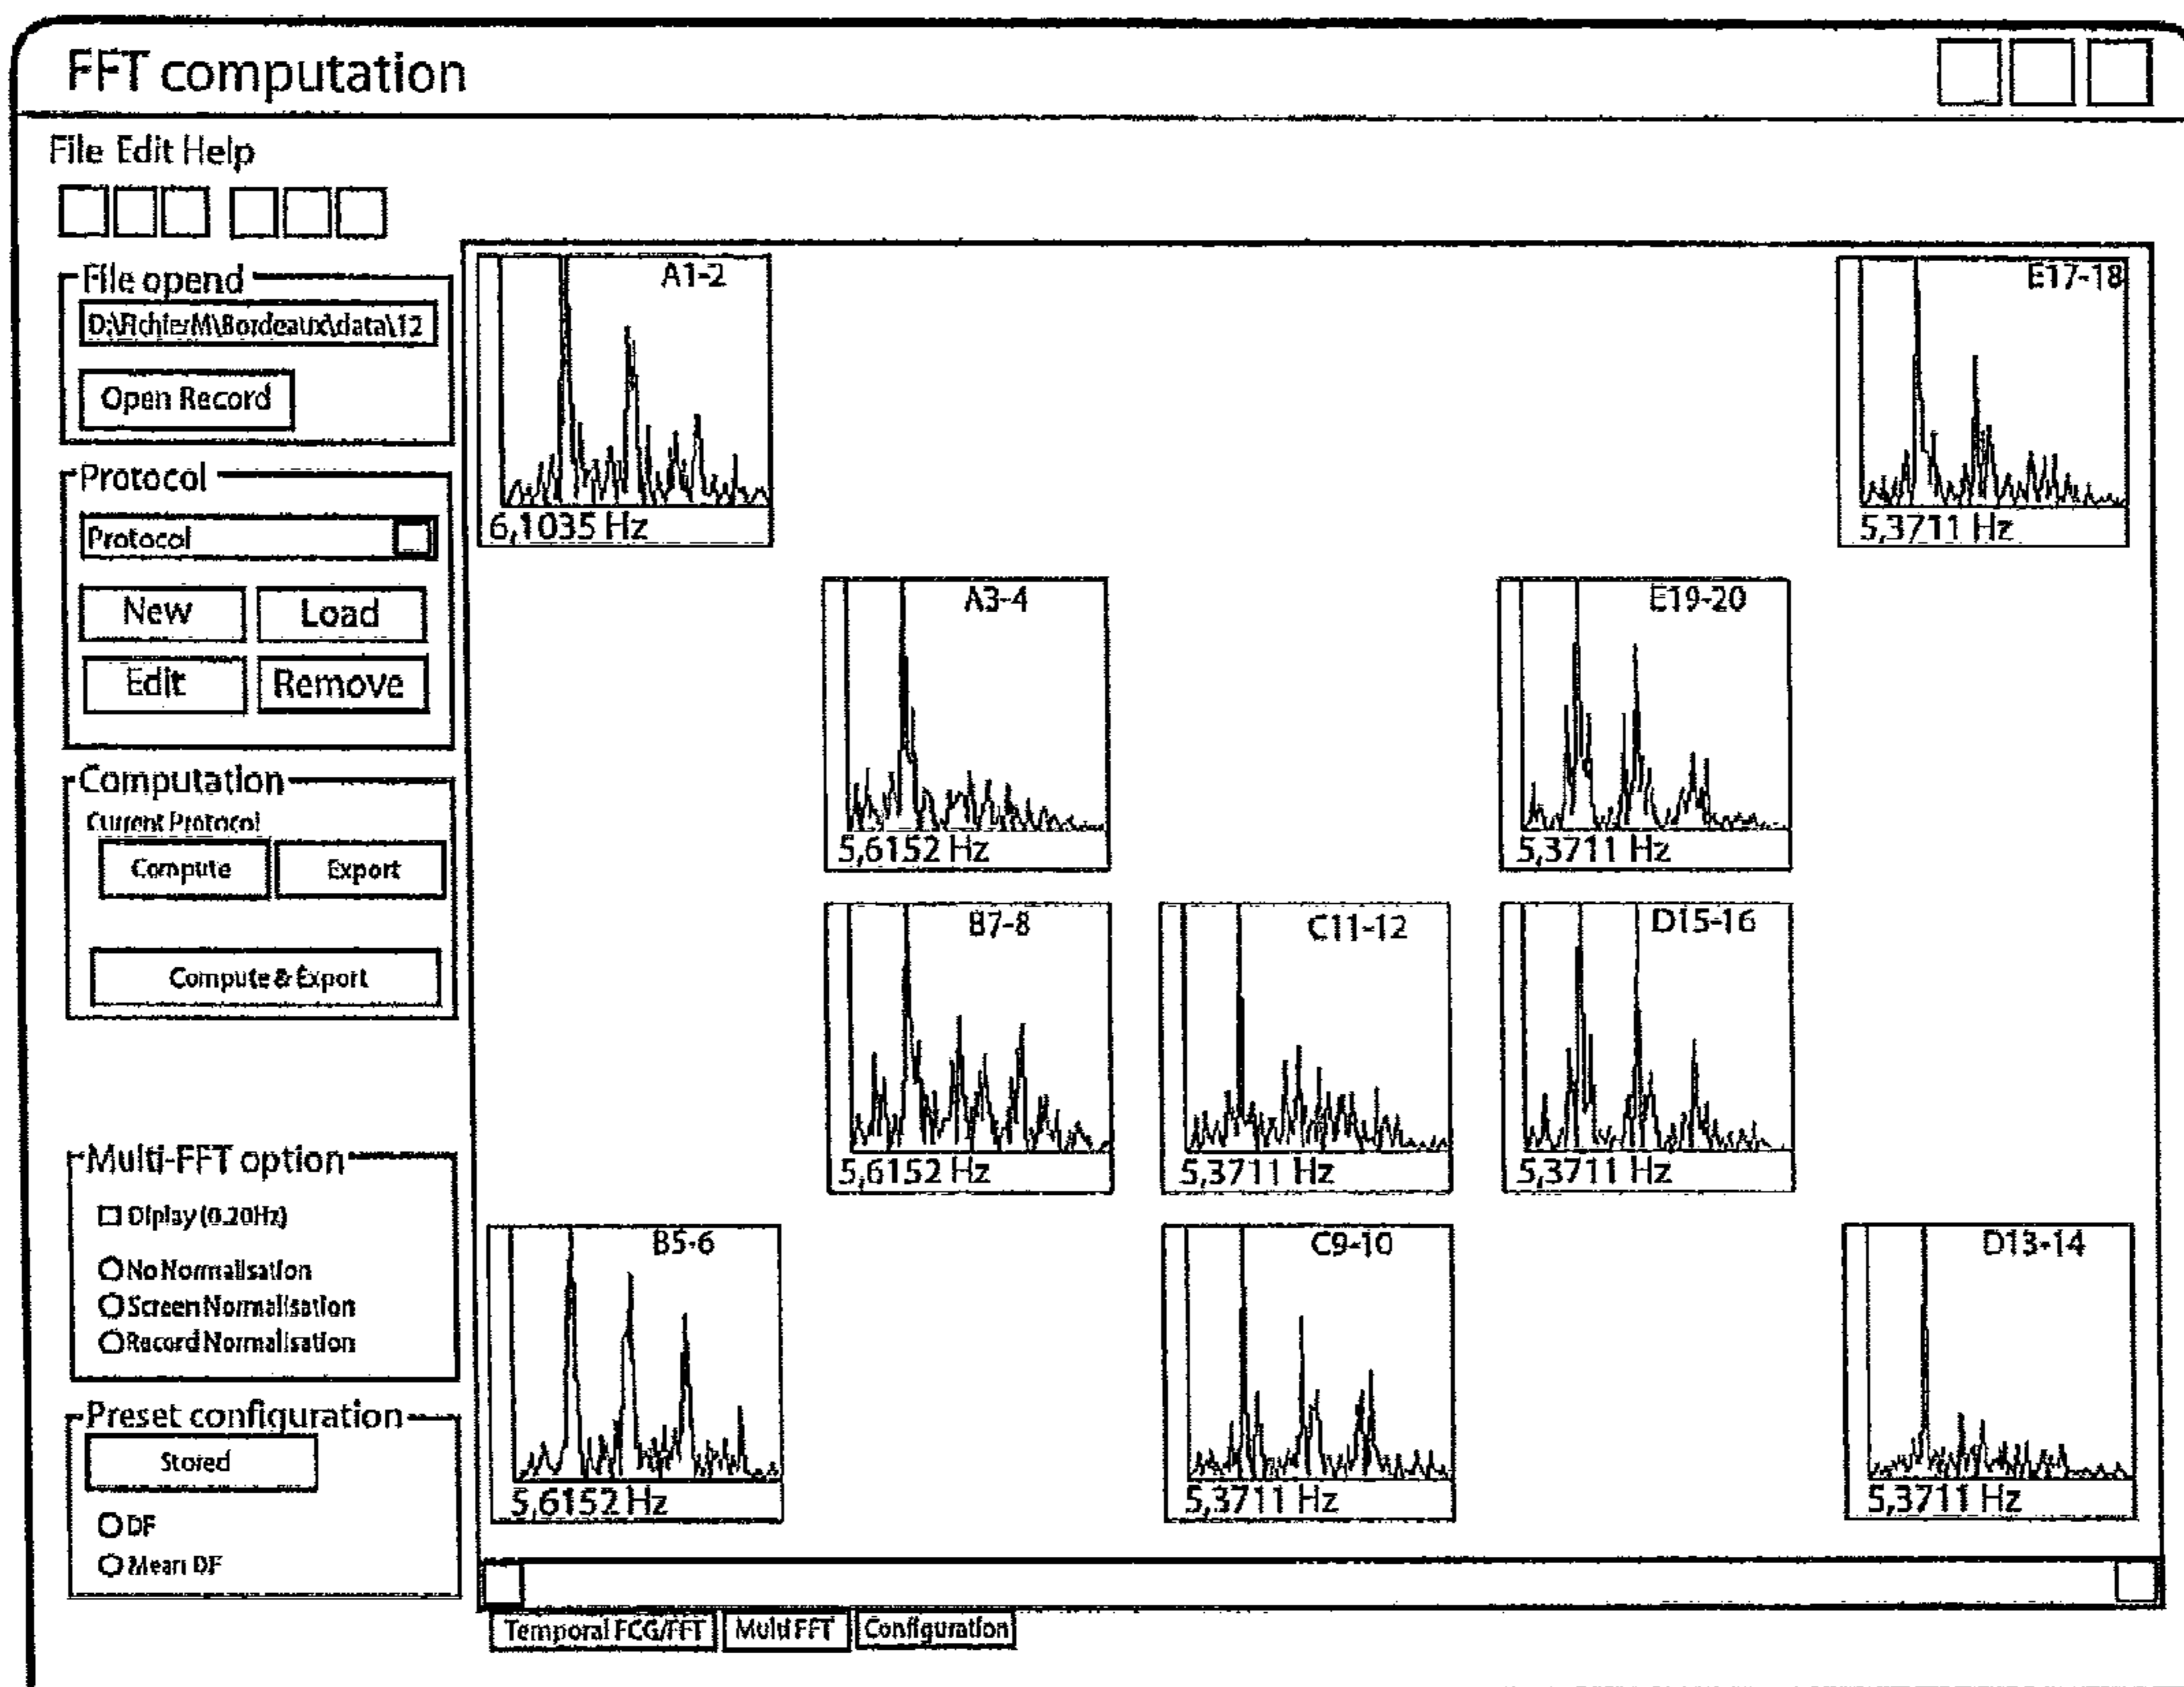 FFT computation
File Edit Help
File opend
D:\FichierM\Bordeaux\data\12
Open Record
Protocol
Protocol
New Load
Edit Remove
Computation
Current Protocol
Compute Export
Compute & Export
Multi-FFT option
Diplay (0.20Hz)
No Normalisation
Screen Normalisation
Record Normalisation
Preset configuration
Stored
DF
Mean DF
A1-2
6,1035 Hz
E17-18
5,3711 Hz
A3-4
5,6152 Hz
E19-20
5,3711 Hz
B7-8
5,6152 Hz
C11-12
5,3711 Hz
D15-16
5,3711 Hz
B5-6
5,6152 Hz
C9-10
5,3711 Hz
D13-14
5,3711 Hz
Temporal FCG/FFT Multi FFT Configuration